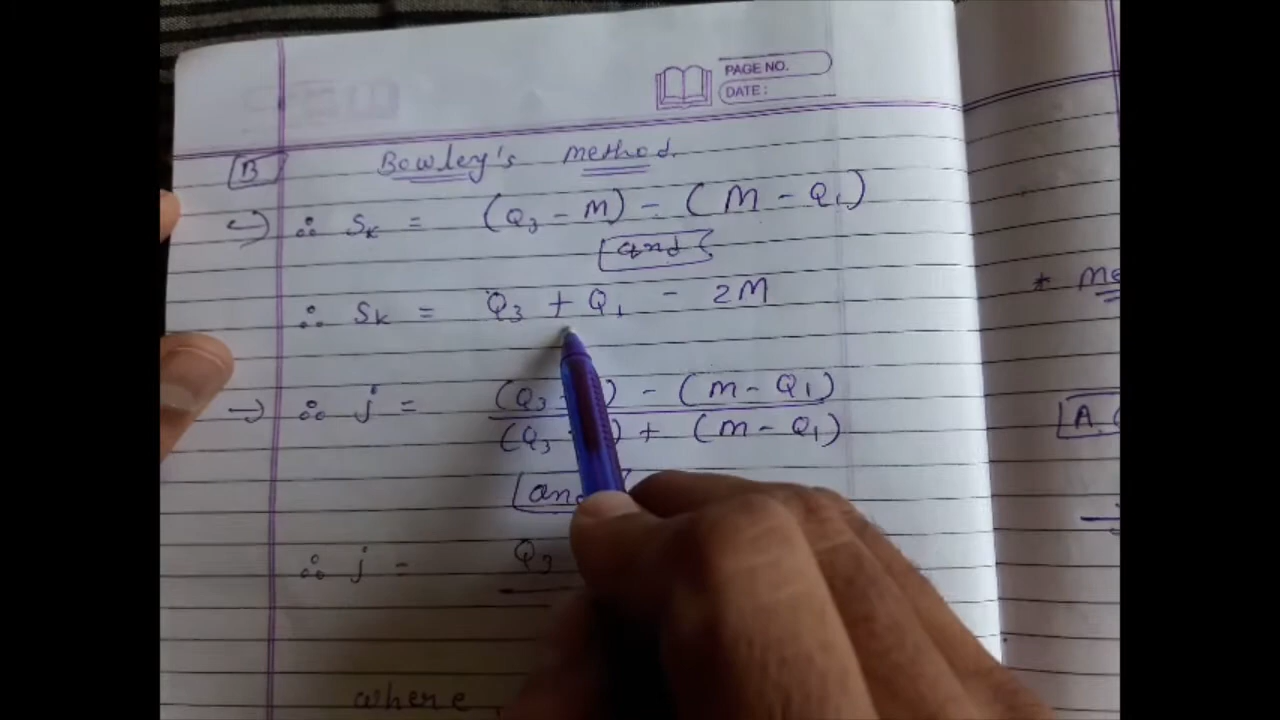 PAGE NO.
DATE:
B Bowley's method.
∴ Sk = (Q3 - M) - (M - Q1)
and
∴ Sk = Q3 + Q1 - 2M
→ ∴ j = (Q3 - ) - (m - Q1)
(Q3 - ) + (m - Q1)
and
∴ j = Q3
where,
* Me
A.